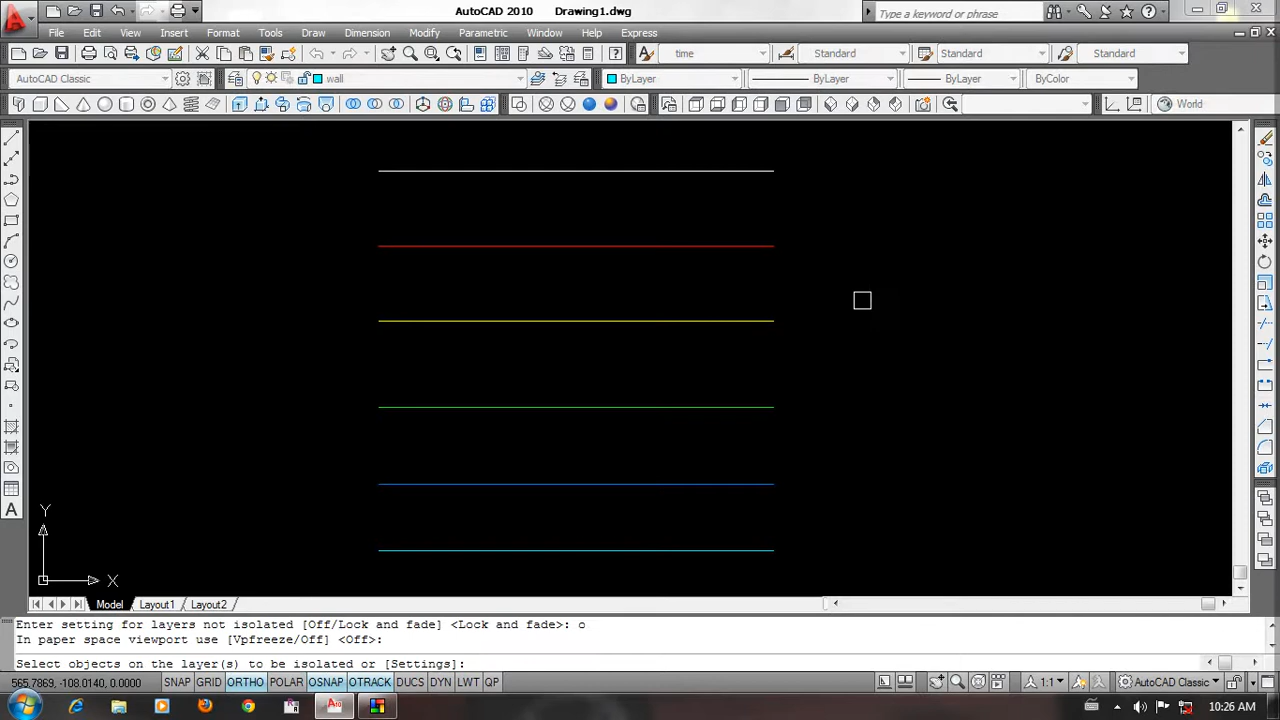 AutoCAD 2010 Drawing1.dwg
Type a keyword or phrase
File Edit View Insert Format Tools Draw Dimension Modify Parametric Window Express Help
time Standard Standard Standard
AutoCAD Classic wall ByLayer ByLayer ByLayer ByColor
World
Y
X
Model Layout1 Layout2
Enter setting for layers not isolated [Off/Lock and fade] <Lock and fade>: o
In paper space viewport use [Vpfreeze/Off] <Off>:
Select objects on the layer(s) to be isolated or [Settings]:
565.7869, -108.0140, 0.0000 SNAP GRID ORTHO POLAR OSNAP OTRACK DUCS DYN LWT QP 1:1 AutoCAD Classic
10:26 AM